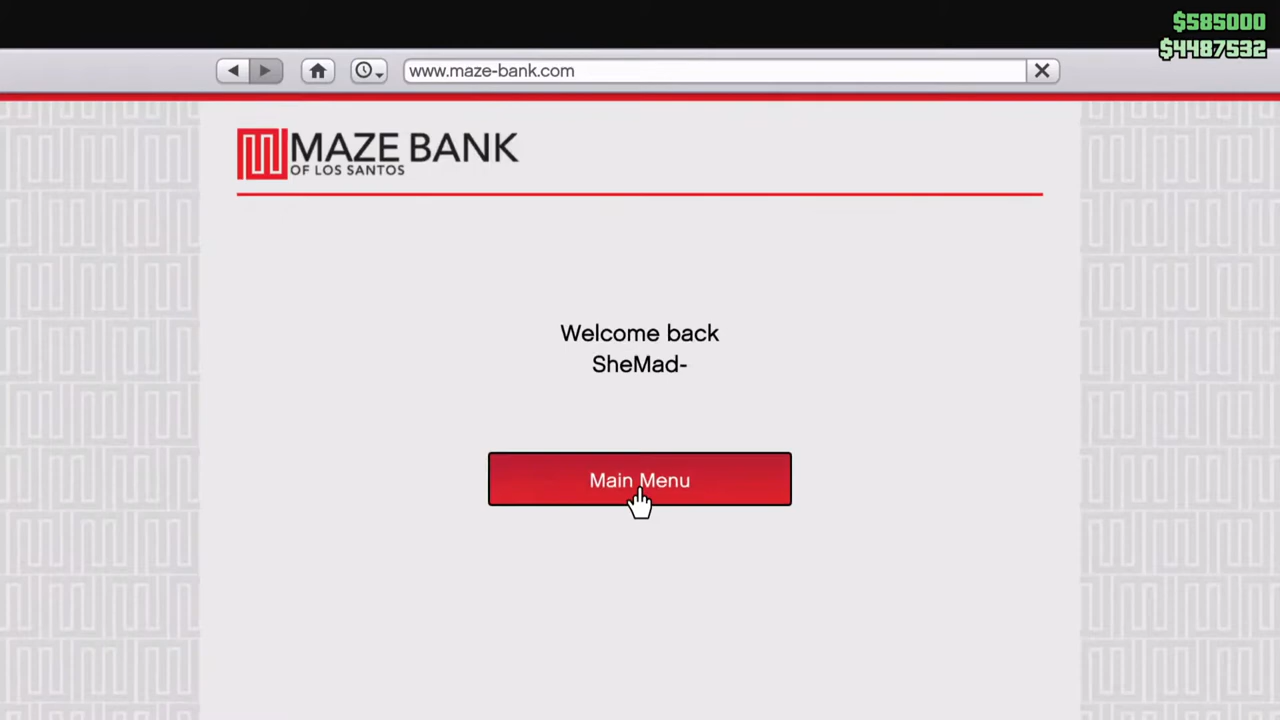 $585000
$4487532
www.maze-bank.com
MAZE BANK
OF LOS SANTOS
Welcome back
SheMad-
Main Menu